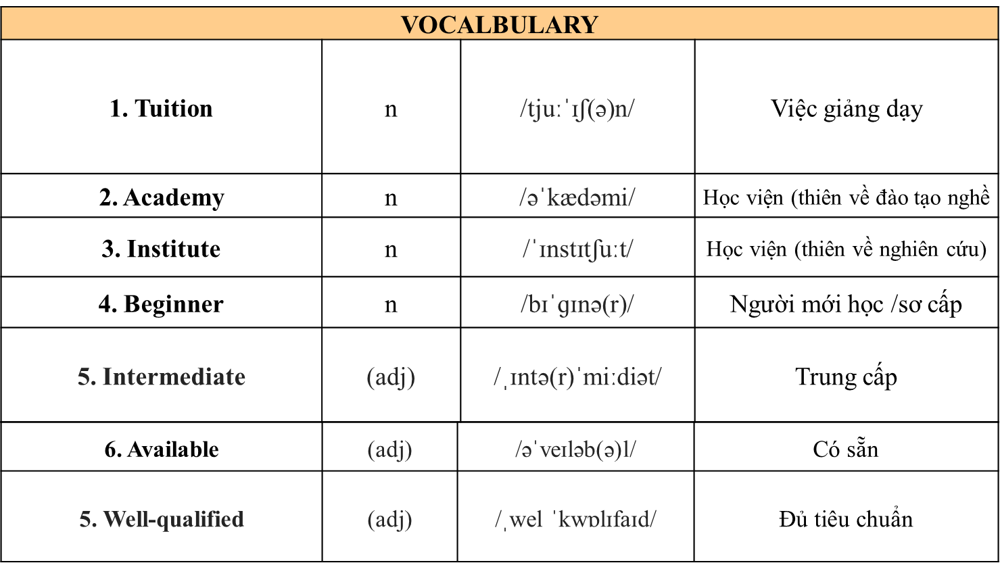 VOCALBULARY
1. Tuition n /tjuːˈɪʃ(ə)n/ Việc giảng dạy
2. Academy n /əˈkædəmi/ Học viện (thiên về đào tạo nghề
3. Institute n /ˈɪnstɪtʃuːt/ Học viện (thiên về nghiên cứu)
4. Beginner n /bɪˈɡɪnə(r)/ Người mới học /sơ cấp
5. Intermediate (adj) /ˌɪntə(r)ˈmiːdiət/ Trung cấp
6. Available (adj) /əˈveɪləb(ə)l/ Có sẵn
5. Well-qualified (adj) /ˌwel ˈkwɒlɪfaɪd/ Đủ tiêu chuẩn